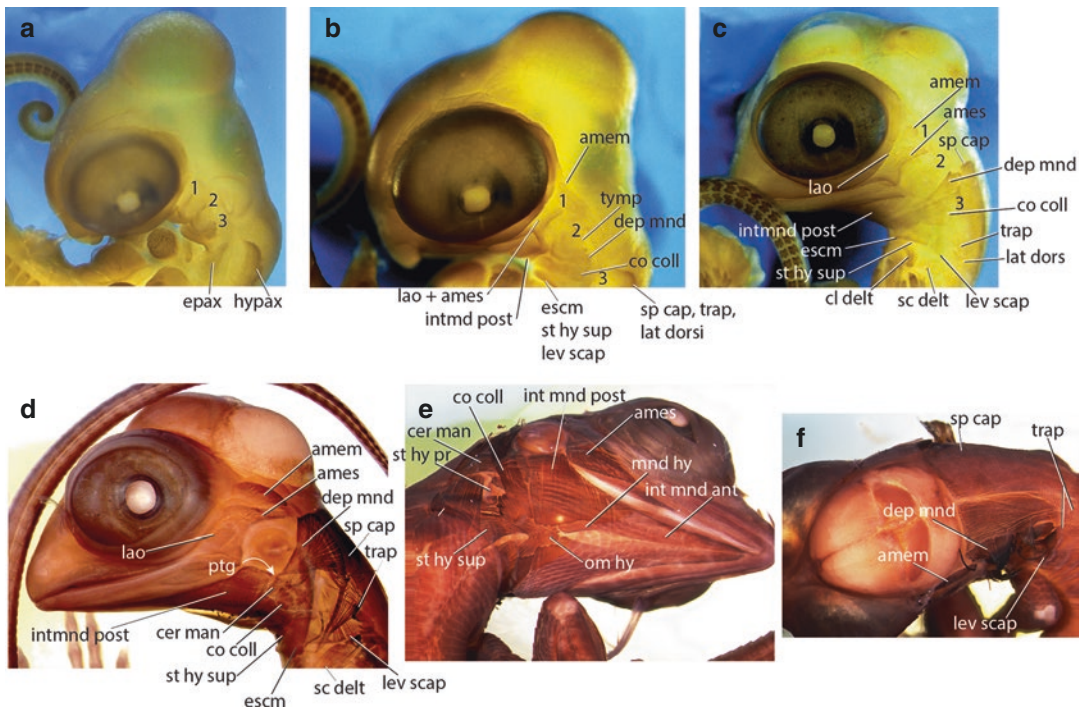 a
1
2
3
epax hypax
b
amem
1
tymp
2
dep mnd
co coll
3
lao + ames
intmd post
escm
st hy sup
lev scap
sp cap, trap,
lat dorsi
c
amem
ames
1
sp cap
2
dep mnd
lao
3
co coll
intmnd post
trap
escm
lat dors
st hy sup
cl delt
sc delt
lev scap
d
amem
ames
dep mnd
sp cap
trap
lao
ptg
intmnd post
cer man
co coll
st hy sup
escm
sc delt
lev scap
e
co coll
int mnd post
cer man
ames
st hy pr
mnd hy
int mnd ant
st hy sup
om hy
f
sp cap
trap
dep mnd
amem
lev scap